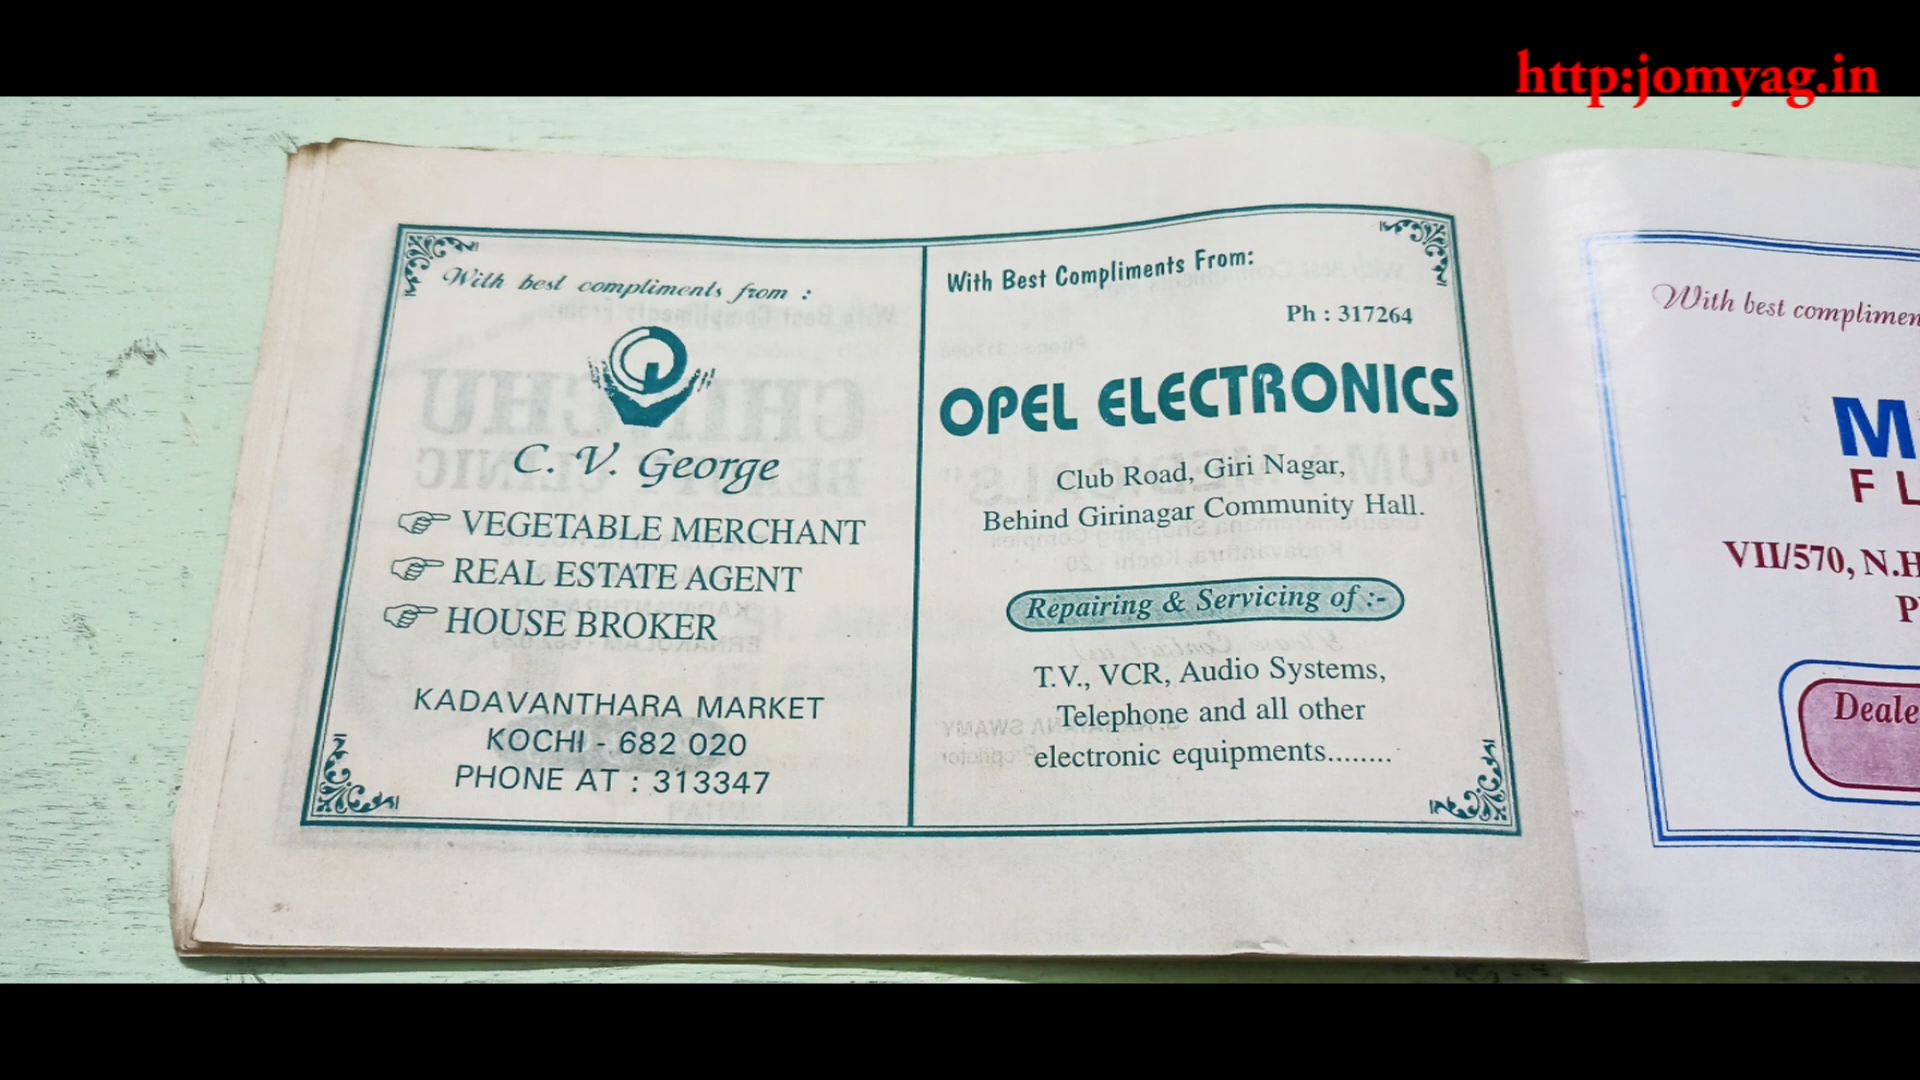 http:jomyag.in
With best compliments from :
C. V. George
VEGETABLE MERCHANT
REAL ESTATE AGENT
HOUSE BROKER
KADAVANTHARA MARKET
KOCHI - 682 020
PHONE AT : 313347
With Best Compliments From:
Ph : 317264
OPEL ELECTRONICS
Club Road, Giri Nagar,
Behind Girinagar Community Hall.
Repairing & Servicing of :-
T.V., VCR, Audio Systems,
Telephone and all other
electronic equipments........
With best
VII/570,